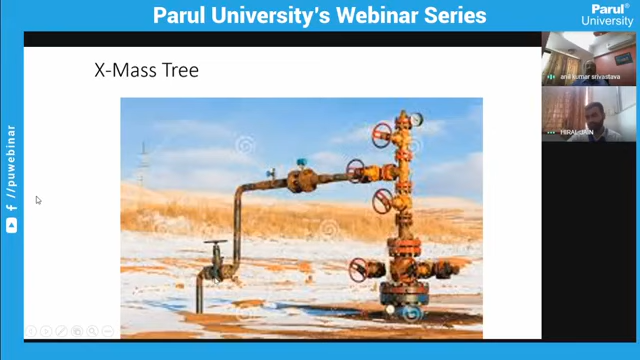 Parul University's Webinar Series
Parul®
University
X-Mass Tree
anil kumar srivastava
HIRAL JAIN
//puwebinar